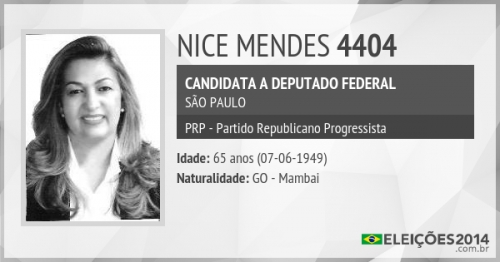 NICE MENDES 4404
CANDIDATA A DEPUTADO FEDERAL
SÃO PAULO
PRP - Partido Republicano Progressista
Idade: 65 anos (07-06-1949)
Naturalidade: GO - Mambai
ELEIÇÕES2014
.com.br